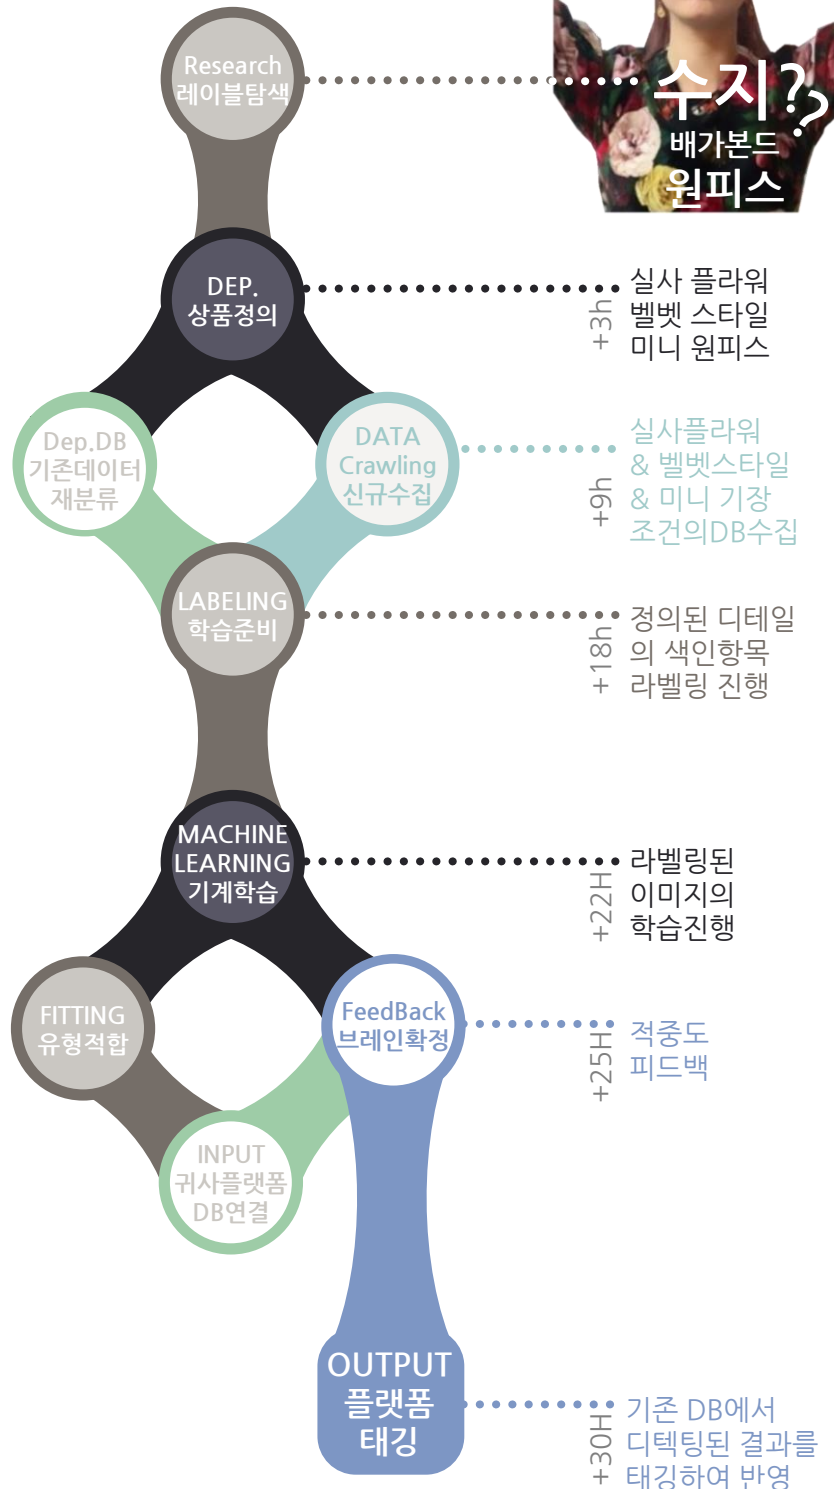 Research
레이블탐색
수지??
배가본드
원피스
DEP.
상품정의
+3h
실사 플라워
벨벳 스타일
미니 원피스
Dep.DB
기존데이터
재분류
DATA
Crawling
신규수집
+9h
실사플라워
& 벨벳스타일
& 미니 기장
조건의DB수집
LABELING
학습준비
+18h
정의된 디테일
의 색인항목
라벨링 진행
MACHINE
LEARNING
기계학습
+22H
라벨링된
이미지의
학습진행
FITTING
유형적합
FeedBack
브레인확정
+25H
적중도
피드백
INPUT
귀사플랫폼
DB연결
OUTPUT
플랫폼
태깅
+30H
기존 DB에서
디텍팅된 결과를
태깅하여 반영